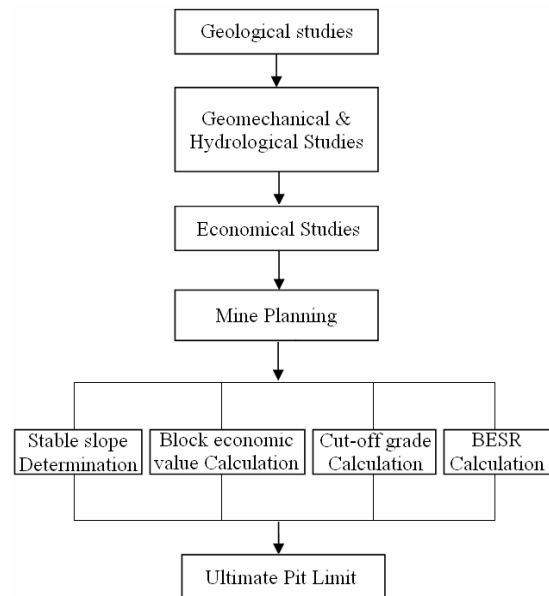 Geological studies
Geomechanical &
Hydrological Studies
Economical Studies
Mine Planning
Stable slope
Determination
Block economic
value Calculation
Cut-off grade
Calculation
BESR
Calculation
Ultimate Pit Limit